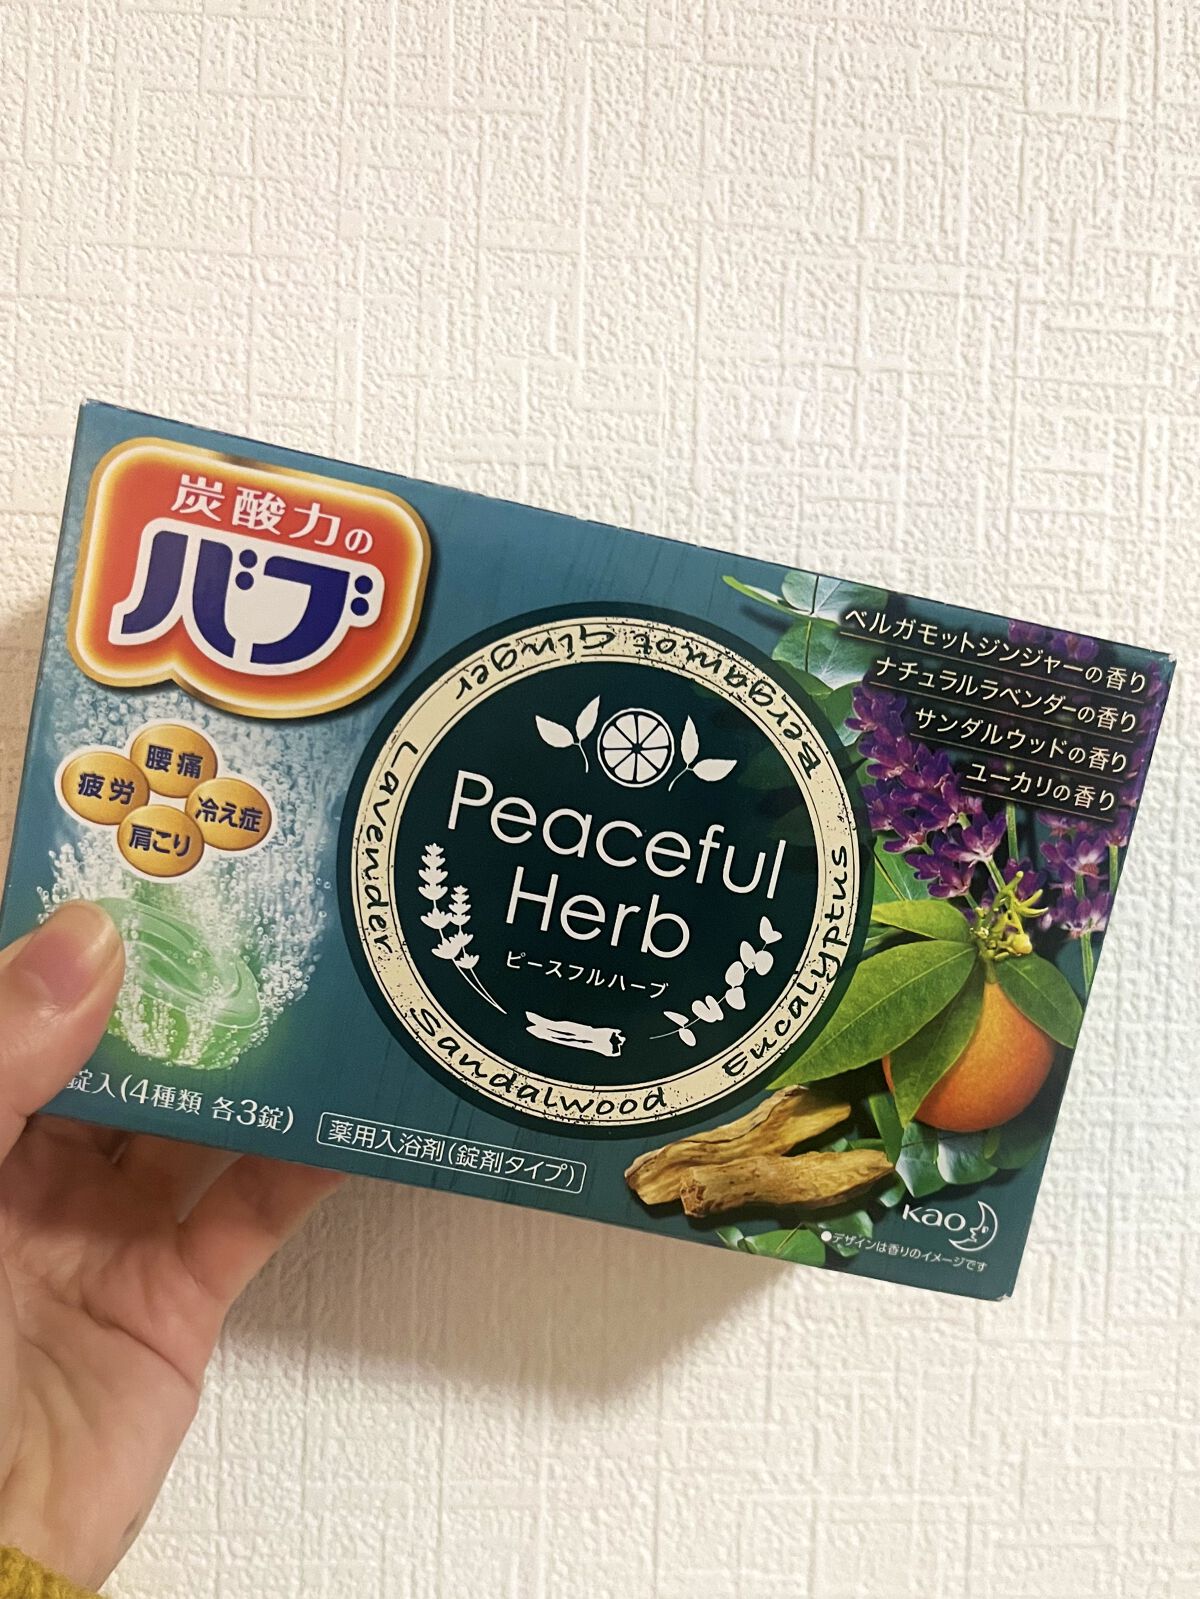 炭酸力の
バブ
腰痛
疲労
冷え症
肩こり
Bergamot Ginger
Lavender
Sandalwood
Eucalyptus
Peaceful
Herb
ピースフルハーブ
ベルガモットジンジャーの香り
ナチュラルラベンダーの香り
サンダルウッドの香り
ユーカリの香り
錠入(4種類 各3錠)
薬用入浴剤(錠剤タイプ)
kao
●デザインは香りのイメージです